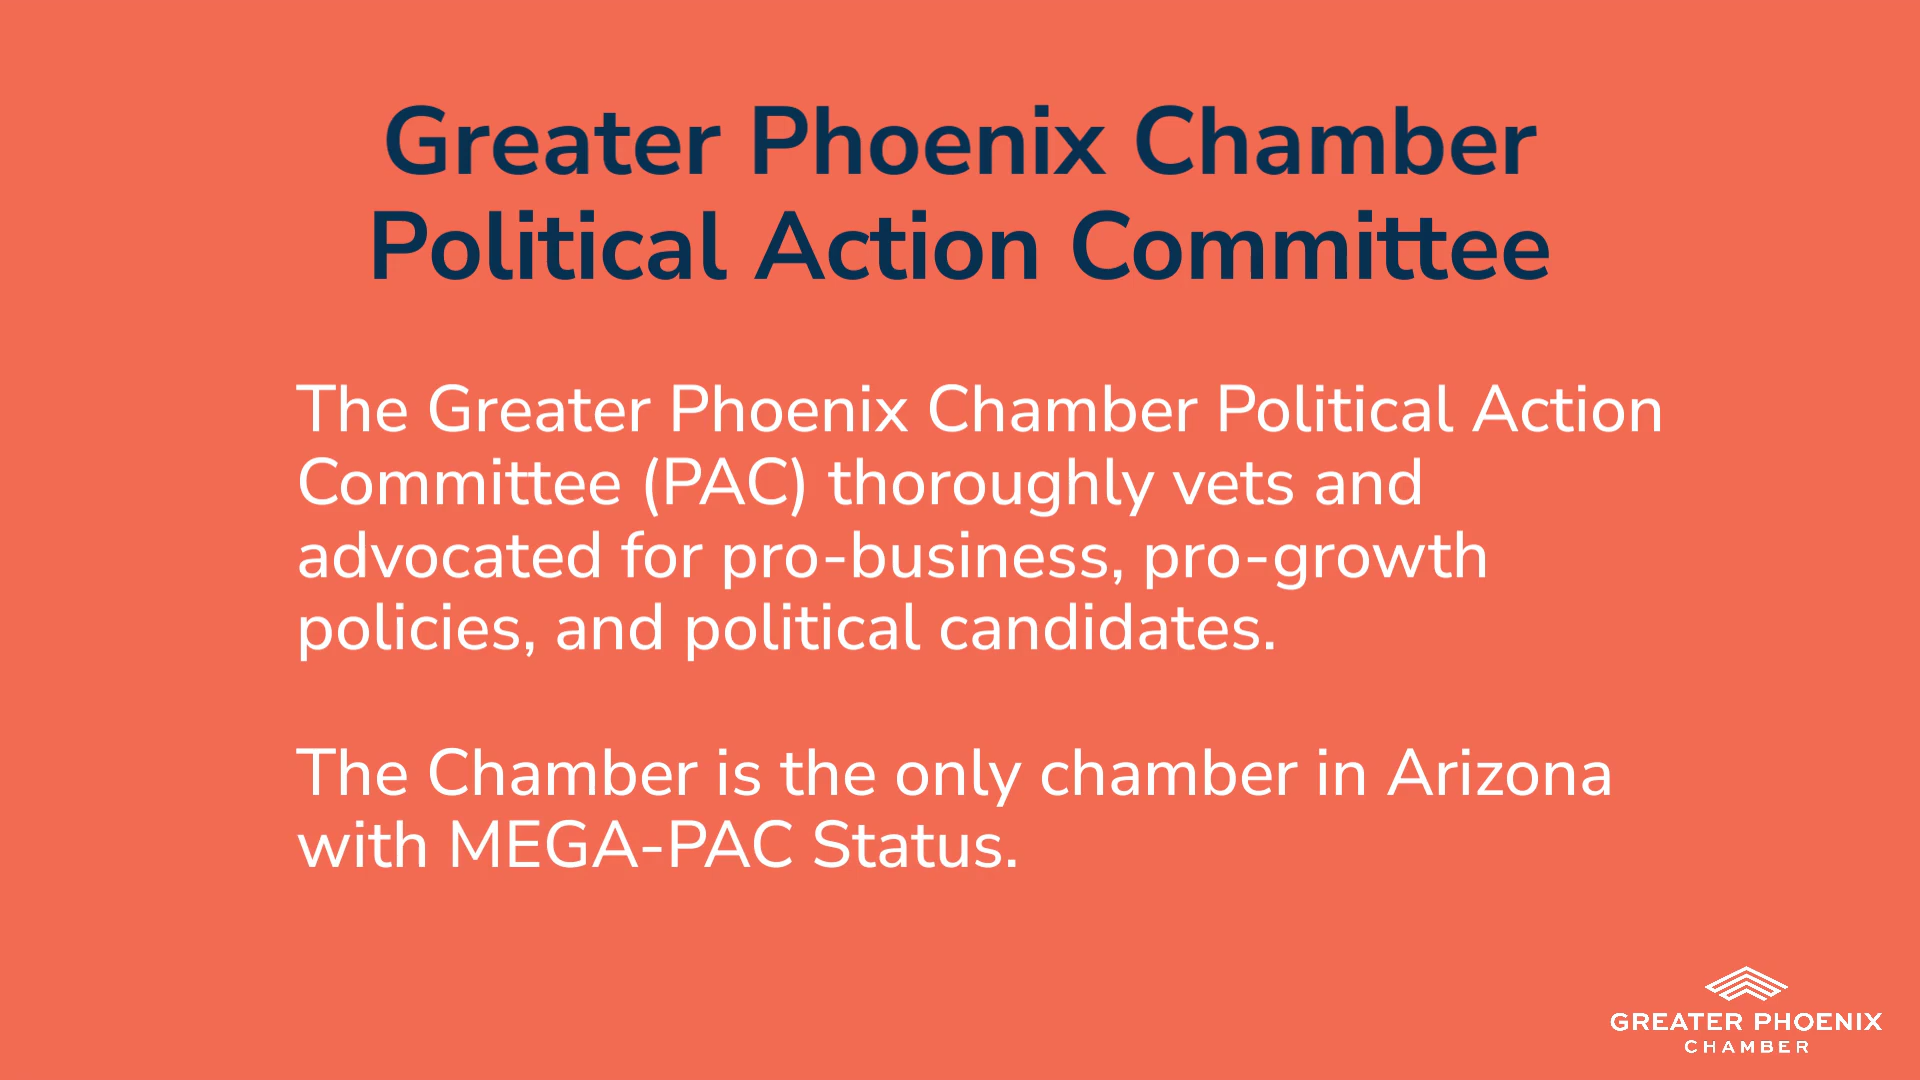 Greater Phoenix Chamber
Political Action Committee
The Greater Phoenix Chamber Political Action
Committee (PAC) thoroughly vets and
advocated for pro-business, pro-growth
policies, and political candidates.
The Chamber is the only chamber in Arizona
with MEGA-PAC Status.
GREATER PHOENIX
CHAMBER